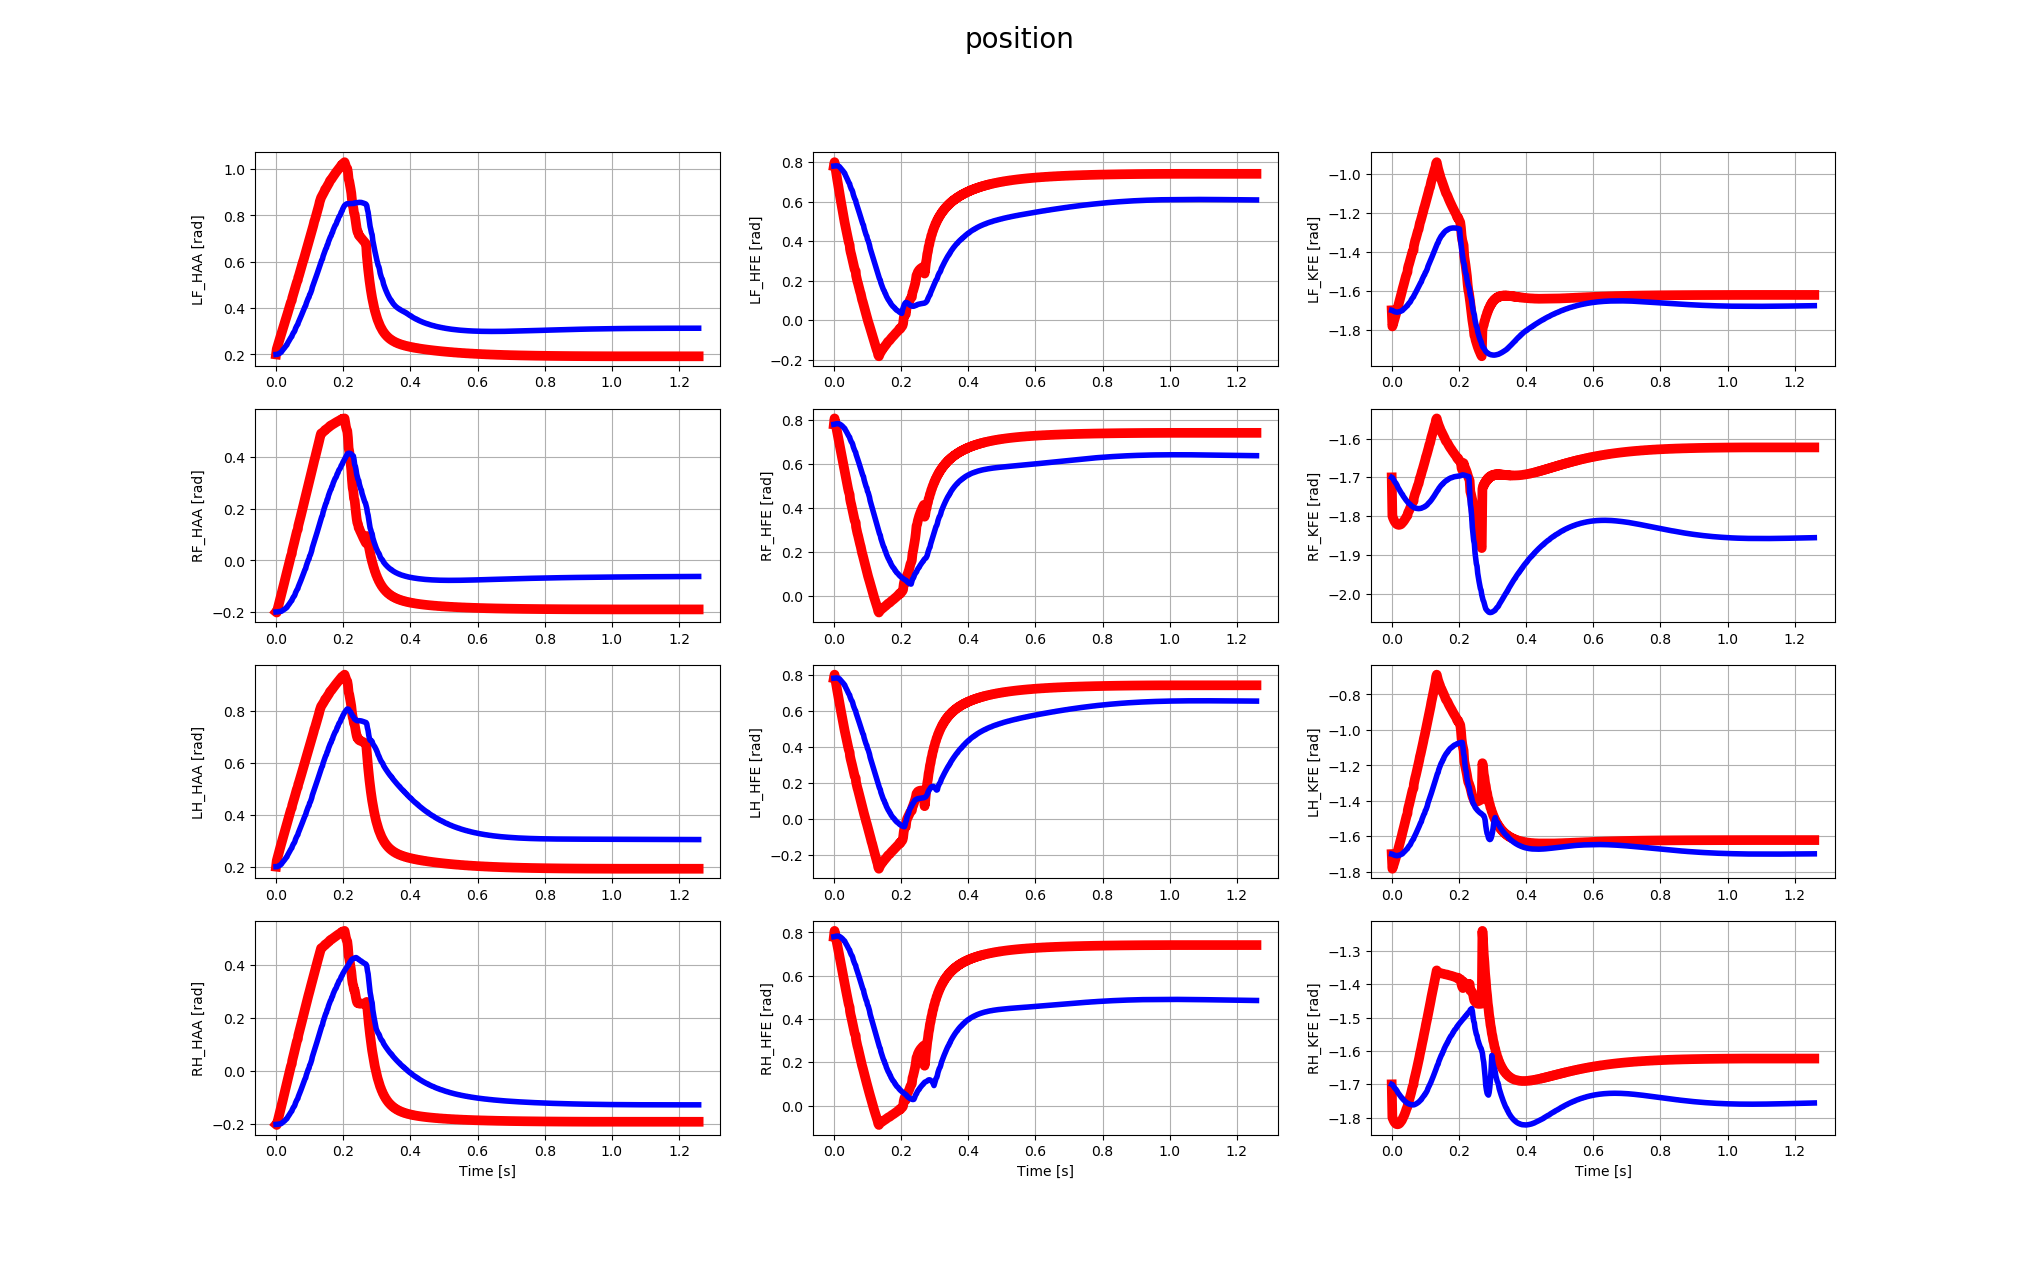 position
LF_HAA [rad]
1.0
0.8
0.6
0.4
0.2
0.0 0.2 0.4 0.6 0.8 1.0 1.2
LF_HFE [rad]
0.8
0.6
0.4
0.2
0.0
−0.2
0.0 0.2 0.4 0.6 0.8 1.0 1.2
LF_KFE [rad]
−1.0
−1.2
−1.4
−1.6
−1.8
0.0 0.2 0.4 0.6 0.8 1.0 1.2
RF_HAA [rad]
0.4
0.2
0.0
−0.2
0.0 0.2 0.4 0.6 0.8 1.0 1.2
RF_HFE [rad]
0.8
0.6
0.4
0.2
0.0
0.0 0.2 0.4 0.6 0.8 1.0 1.2
RF_KFE [rad]
−1.6
−1.7
−1.8
−1.9
−2.0
0.0 0.2 0.4 0.6 0.8 1.0 1.2
LH_HAA [rad]
0.8
0.6
0.4
0.2
0.0 0.2 0.4 0.6 0.8 1.0 1.2
LH_HFE [rad]
0.8
0.6
0.4
0.2
0.0
−0.2
0.0 0.2 0.4 0.6 0.8 1.0 1.2
LH_KFE [rad]
−0.8
−1.0
−1.2
−1.4
−1.6
−1.8
0.0 0.2 0.4 0.6 0.8 1.0 1.2
RH_HAA [rad]
0.4
0.2
0.0
−0.2
0.0 0.2 0.4 0.6 0.8 1.0 1.2
Time [s]
RH_HFE [rad]
0.8
0.6
0.4
0.2
0.0
0.0 0.2 0.4 0.6 0.8 1.0 1.2
Time [s]
RH_KFE [rad]
−1.3
−1.4
−1.5
−1.6
−1.7
−1.8
0.0 0.2 0.4 0.6 0.8 1.0 1.2
Time [s]